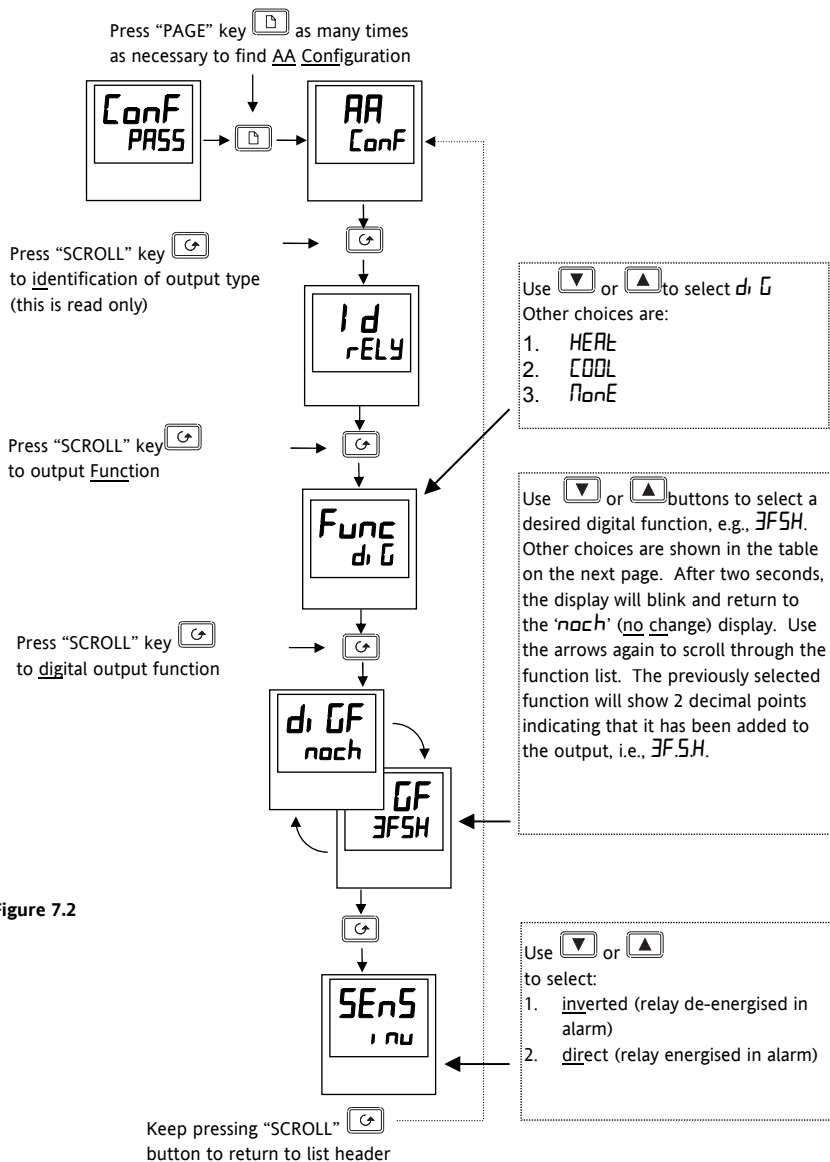 Press “PAGE” key as many times
as necessary to find AA Configuration
ConF
PASS
AA
ConF
Press “SCROLL” key
to identification of output type
(this is read only)
Id
rELY
Use ▼ or ▲ to select di G
Other choices are:
1. HEAt
2. COOL
3. NonE
Press “SCROLL” key
to output Function
Func
di G
Use ▼ or ▲ buttons to select a
desired digital function, e.g., 3FSH.
Other choices are shown in the table
on the next page. After two seconds,
the display will blink and return to
the ‘noch’ (no change) display. Use
the arrows again to scroll through the
function list. The previously selected
function will show 2 decimal points
indicating that it has been added to
the output, i.e., 3F.S.H.
Press “SCROLL” key
to digital output function
di GF
noch
GF
3FSH
igure 7.2
SEnS
inv
Use ▼ or ▲
to select:
1. inverted (relay de-energised in
alarm)
2. direct (relay energised in alarm)
Keep pressing “SCROLL”
button to return to list header